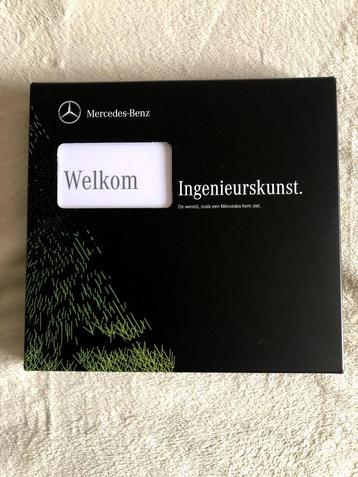 Mercedes-Benz
Welkom
Ingenieurskunst.
De wereld, zoals een Mercedes hem ziet.